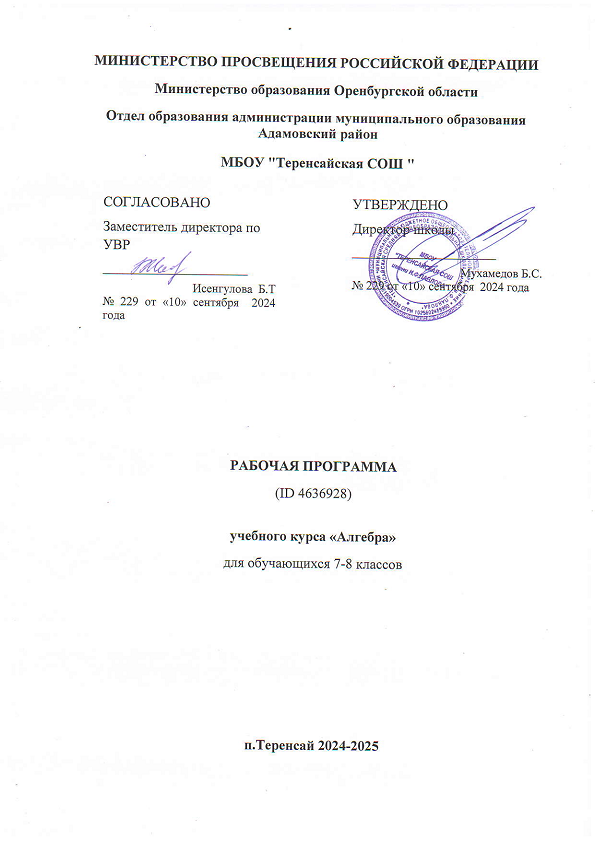 МИНИСТЕРСТВО ПРОСВЕЩЕНИЯ РОССИЙСКОЙ ФЕДЕРАЦИИ
Министерство образования Оренбургской области
Отдел образования администрации муниципального образования
Адамовский район
МБОУ "Теренсайская СОШ "
СОГЛАСОВАНО
Заместитель директора по
УВР
Исенгулова Б.Т
№ 229 от «10» сентября 2024
года
УТВЕРЖДЕНО
Директор школы
МБОУ
"ТЕРЕНСАЙСКАЯ СОШ
Мухамедов Б.С.
№ 229 от «10» сентября 2024 года
РАБОЧАЯ ПРОГРАММА
(ID 4636928)
учебного курса «Алгебра»
для обучающихся 7-8 классов
п.Теренсай 2024-2025